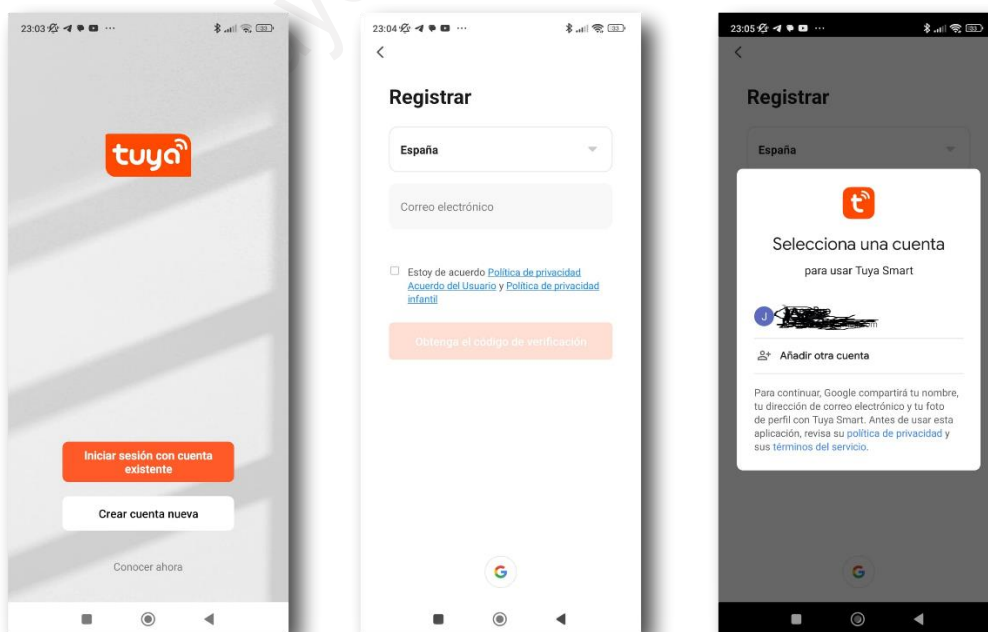 23:03
tuya
Iniciar sesión con cuenta
existente
Crear cuenta nueva
Conocer ahora
23:04
Registrar
España
Correo electrónico
Estoy de acuerdo Política de privacidad
Acuerdo del Usuario y Política de privacidad
infantil
Obtenga el código de verificación
G
23:05
Registrar
España
t
Selecciona una cuenta
para usar Tuya Smart
J
Añadir otra cuenta
Para continuar, Google compartirá tu nombre,
tu dirección de correo electrónico y tu foto
de perfil con Tuya Smart. Antes de usar esta
aplicación, revisa su política de privacidad y
sus términos del servicio.
G